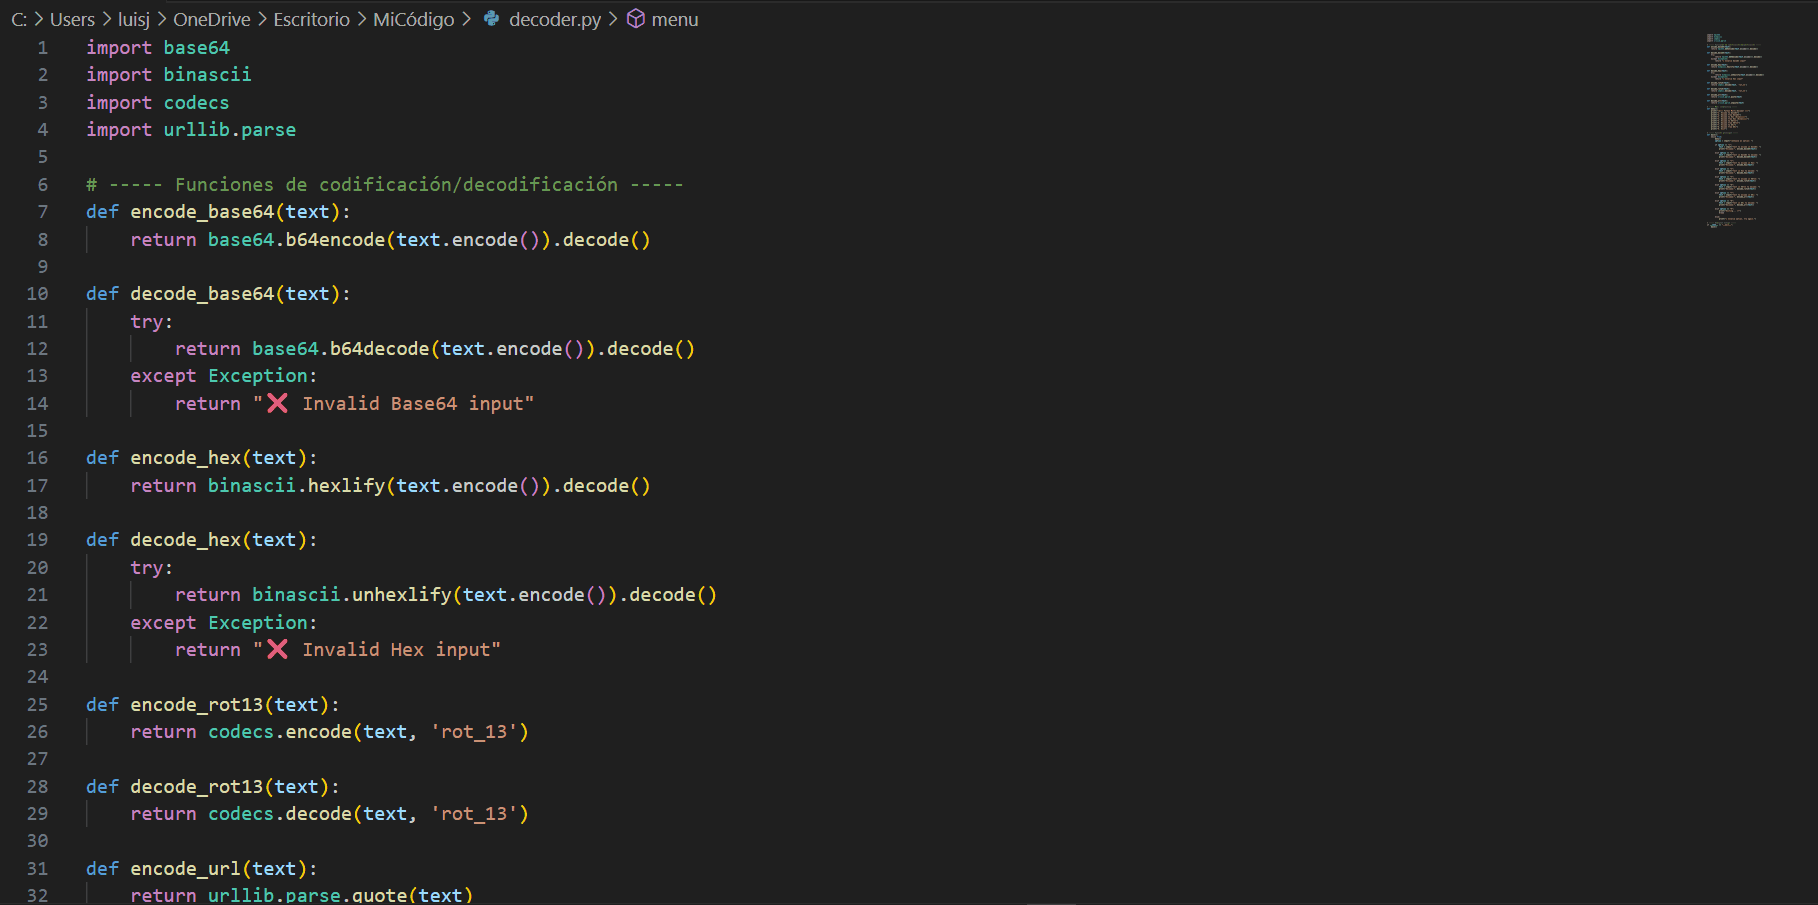 C: > Users > luisj > OneDrive > Escritorio > MiCódigo > decoder.py > menu
1 import base64
2 import binascii
3 import codecs
4 import urllib.parse
5
6 # ----- Funciones de codificación/decodificación -----
7 def encode_base64(text):
8     return base64.b64encode(text.encode()).decode()
9
10 def decode_base64(text):
11     try:
12         return base64.b64decode(text.encode()).decode()
13     except Exception:
14         return "❌ Invalid Base64 input"
15
16 def encode_hex(text):
17     return binascii.hexlify(text.encode()).decode()
18
19 def decode_hex(text):
20     try:
21         return binascii.unhexlify(text.encode()).decode()
22     except Exception:
23         return "❌ Invalid Hex input"
24
25 def encode_rot13(text):
26     return codecs.encode(text, 'rot_13')
27
28 def decode_rot13(text):
29     return codecs.decode(text, 'rot_13')
30
31 def encode_url(text):
32     return urllib.parse.quote(text)